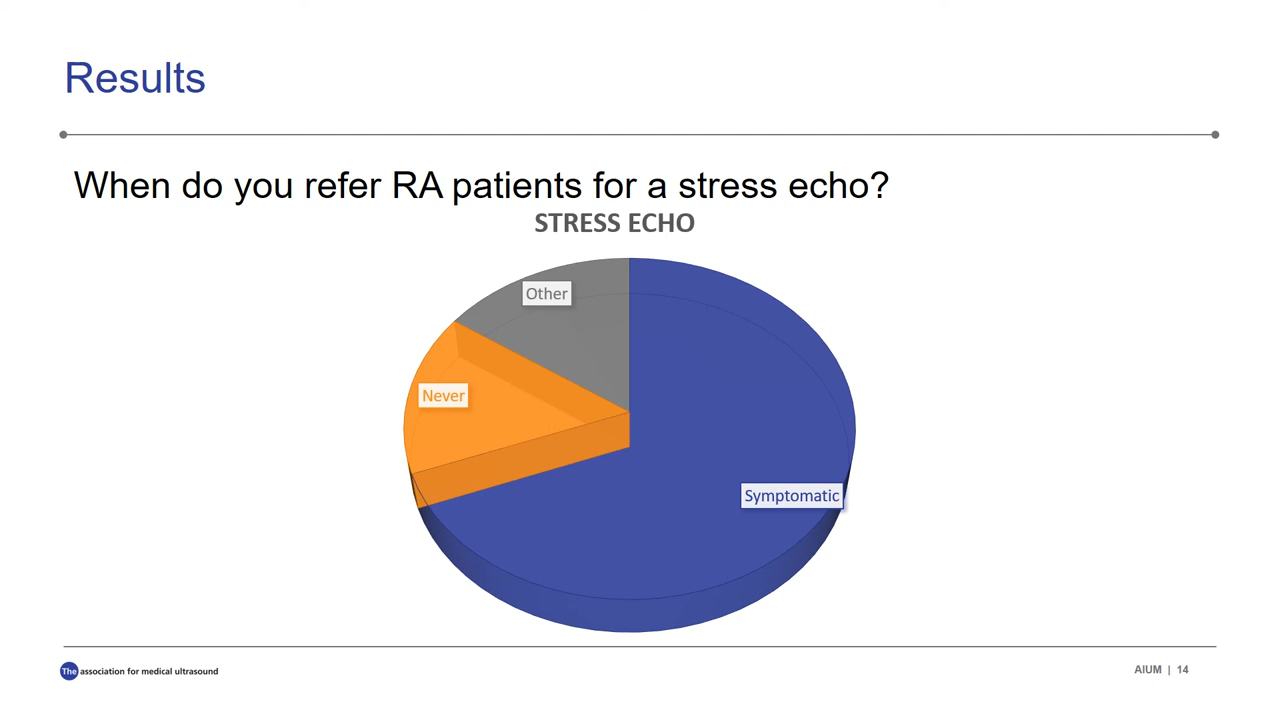 Results
When do you refer RA patients for a stress echo?
STRESS ECHO
Other
Never
Symptomatic
The association for medical ultrasound
AIUM | 14